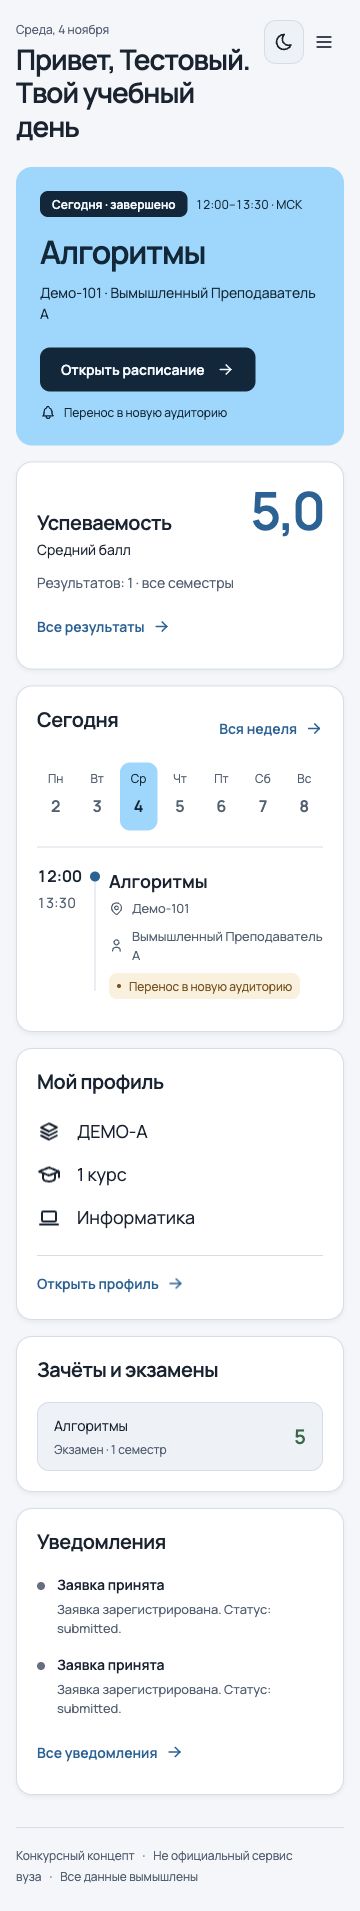 Среда, 4 ноября
Привет, Тестовый.
Твой учебный
день
Сегодня · завершено
12:00–13:30 · МСК
Алгоритмы
Демо-101 · Вымышленный Преподаватель
А
Открыть расписание →
Перенос в новую аудиторию
Успеваемость
5,0
Средний балл
Результатов: 1 · все семестры
Все результаты →
Сегодня
Вся неделя →
Пн Вт Ср Чт Пт Сб Вс
2 3 4 5 6 7 8
12:00 Алгоритмы
13:30 Демо-101
Вымышленный Преподаватель
А
• Перенос в новую аудиторию
Мой профиль
ДЕМО-А
1 курс
Информатика
Открыть профиль →
Зачёты и экзамены
Алгоритмы
Экзамен · 1 семестр
5
Уведомления
Заявка принята
Заявка зарегистрирована. Статус:
submitted.
Заявка принята
Заявка зарегистрирована. Статус:
submitted.
Все уведомления →
Конкурсный концепт · Не официальный сервис
вуза · Все данные вымышлены